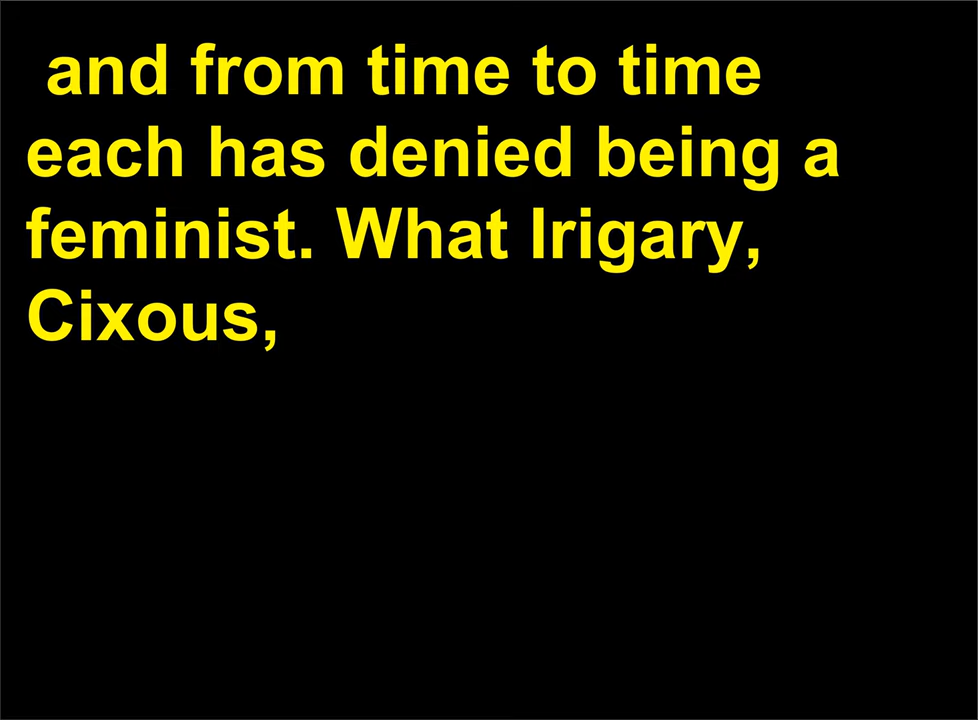 and from time to time
each has denied being a
feminist. What Irigary,
Cixous,